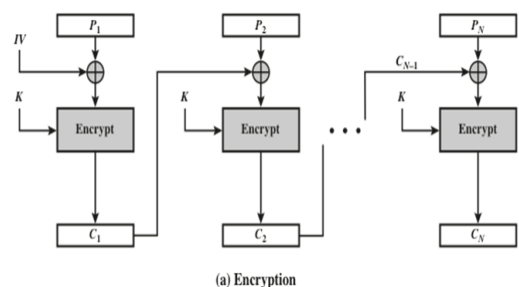 P1 P2 PN
IV
CN–1
K K K
Encrypt Encrypt Encrypt
C1 C2 CN
(a) Encryption